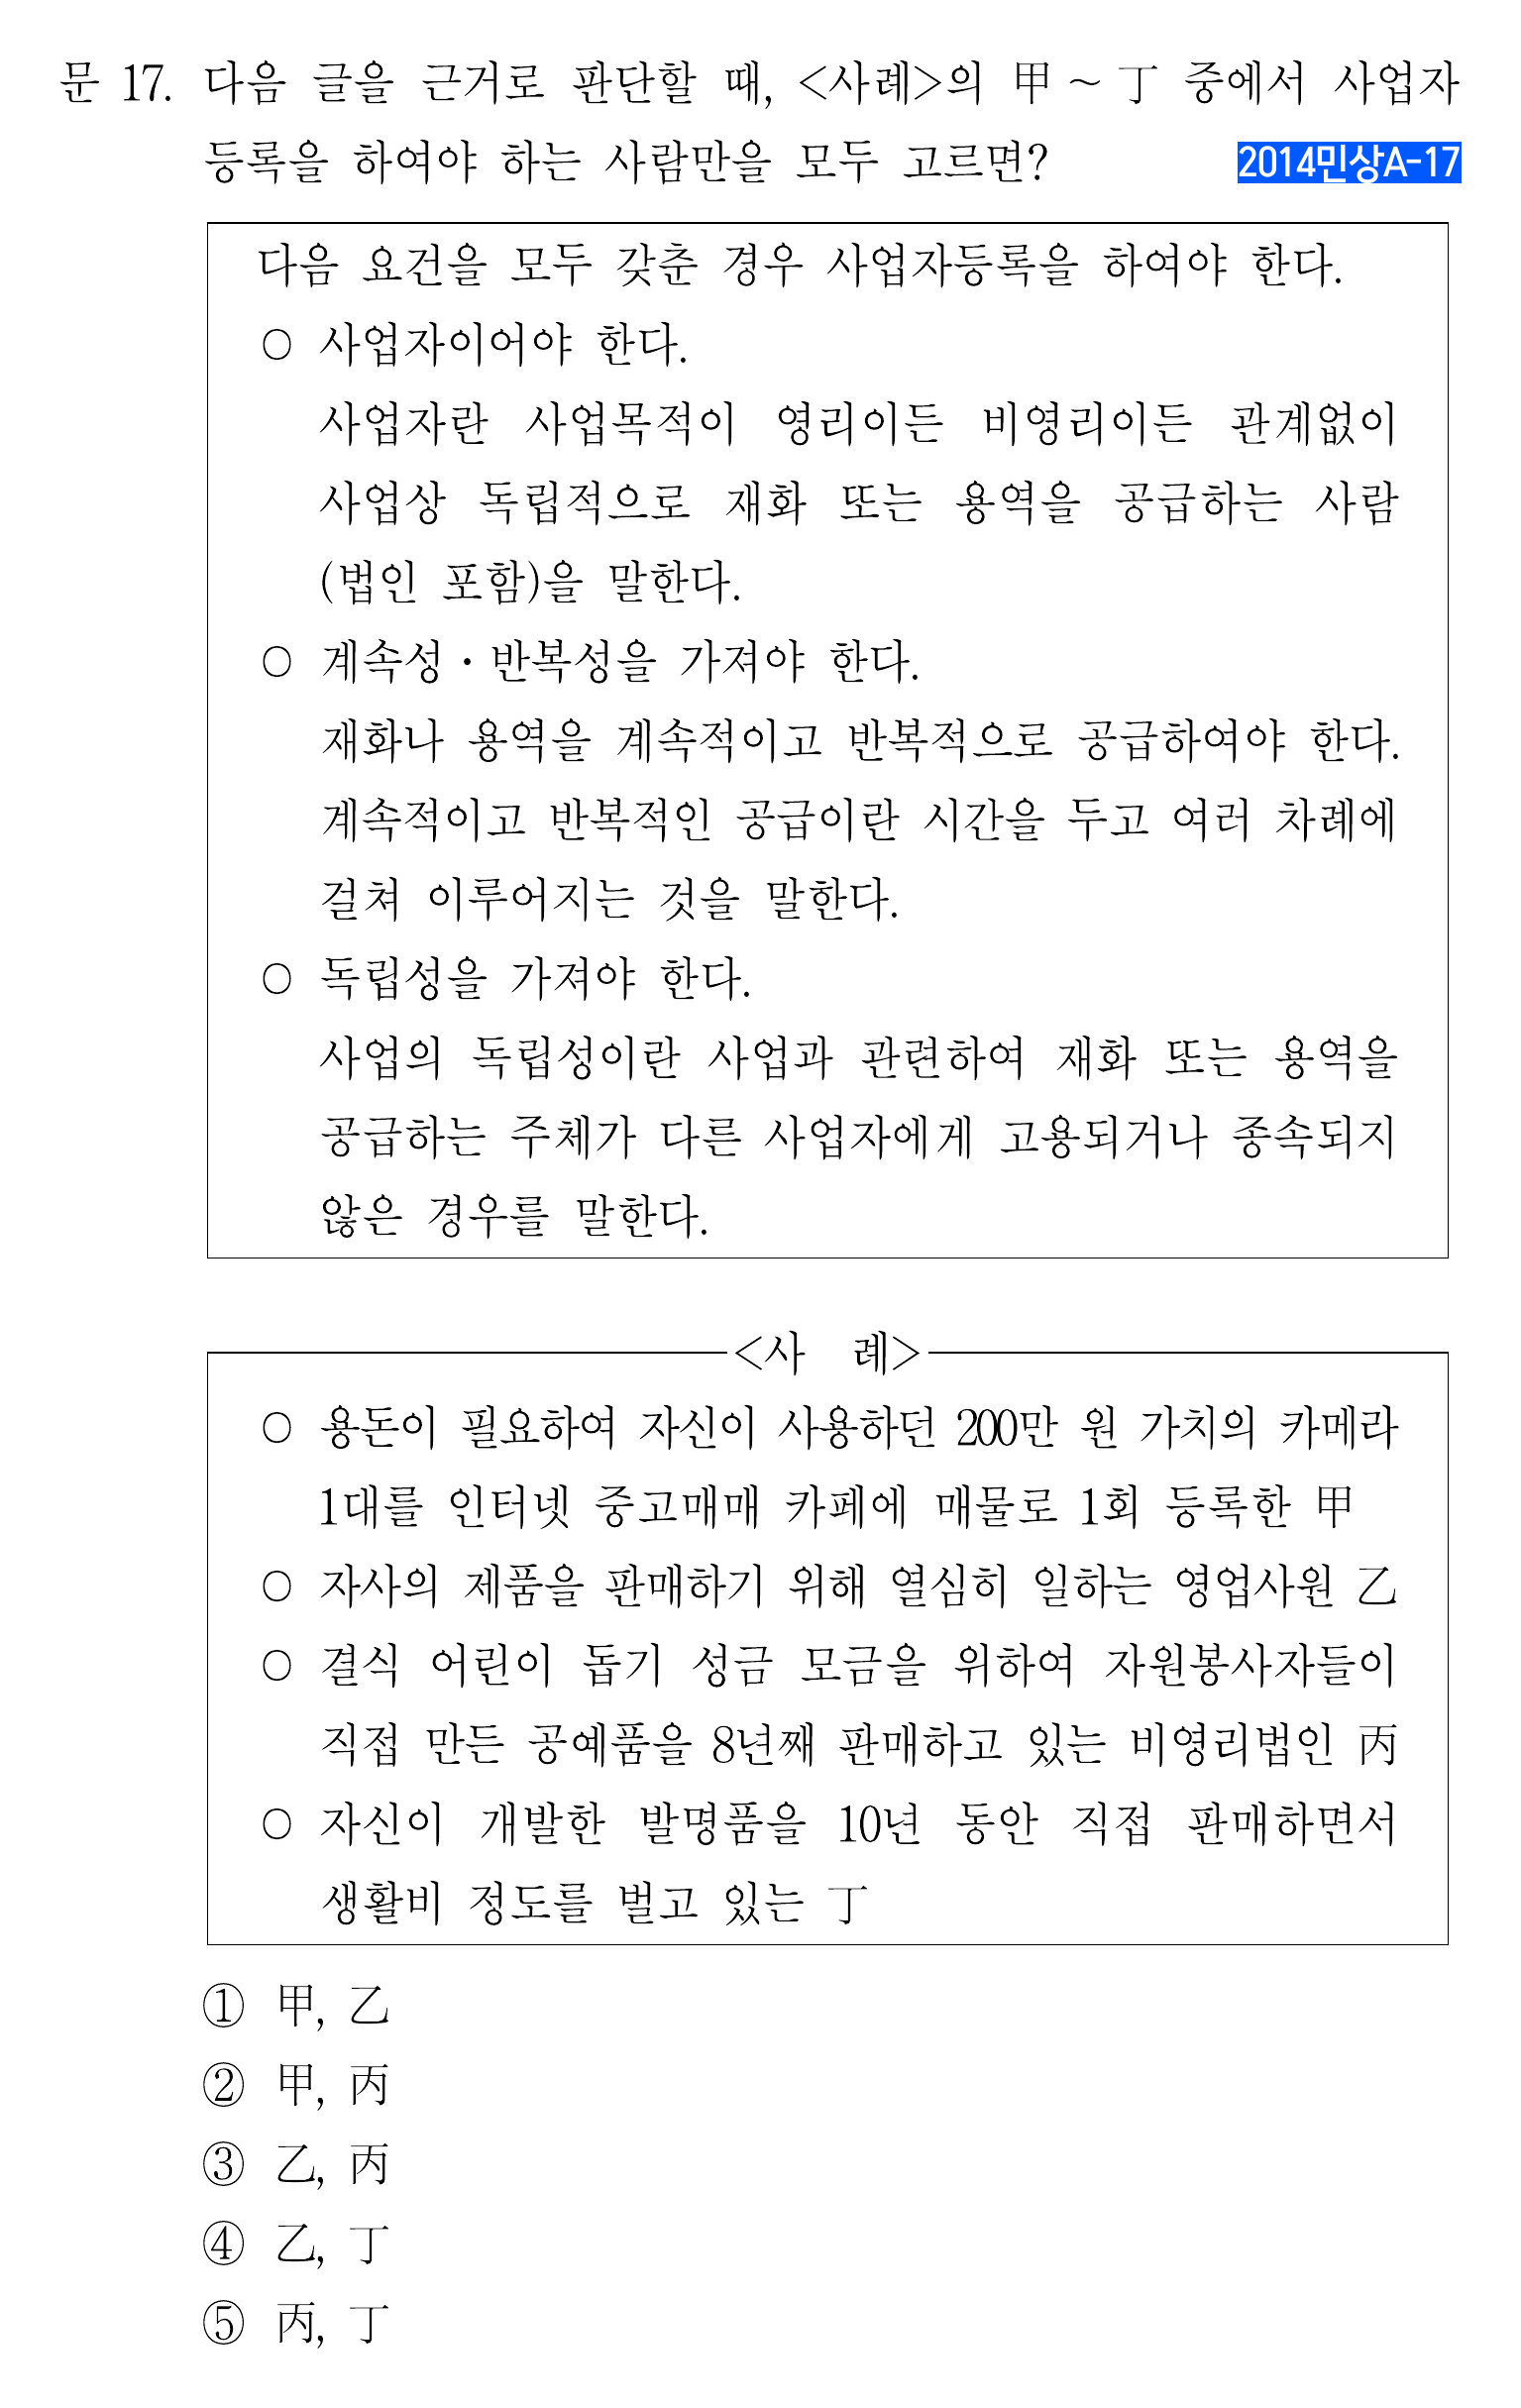 문 17. 다음 글을 근거로 판단할 때, <사례>의 甲 ~ 丁 중에서 사업자
등록을 하여야 하는 사람만을 모두 고르면?
2014민상A-17
다음 요건을 모두 갖춘 경우 사업자등록을 하여야 한다.
○ 사업자이어야 한다.
사업자란 사업목적이 영리이든 비영리이든 관계없이
사업상 독립적으로 재화 또는 용역을 공급하는 사람
(법인 포함)을 말한다.
○ 계속성·반복성을 가져야 한다.
재화나 용역을 계속적이고 반복적으로 공급하여야 한다.
계속적이고 반복적인 공급이란 시간을 두고 여러 차례에
걸쳐 이루어지는 것을 말한다.
○ 독립성을 가져야 한다.
사업의 독립성이란 사업과 관련하여 재화 또는 용역을
공급하는 주체가 다른 사업자에게 고용되거나 종속되지
않은 경우를 말한다.
<사 례>
○ 용돈이 필요하여 자신이 사용하던 200만 원 가치의 카메라
1대를 인터넷 중고매매 카페에 매물로 1회 등록한 甲
○ 자사의 제품을 판매하기 위해 열심히 일하는 영업사원 乙
○ 결식 어린이 돕기 성금 모금을 위하여 자원봉사자들이
직접 만든 공예품을 8년째 판매하고 있는 비영리법인 丙
○ 자신이 개발한 발명품을 10년 동안 직접 판매하면서
생활비 정도를 벌고 있는 丁
① 甲, 乙
② 甲, 丙
③ 乙, 丙
④ 乙, 丁
⑤ 丙, 丁